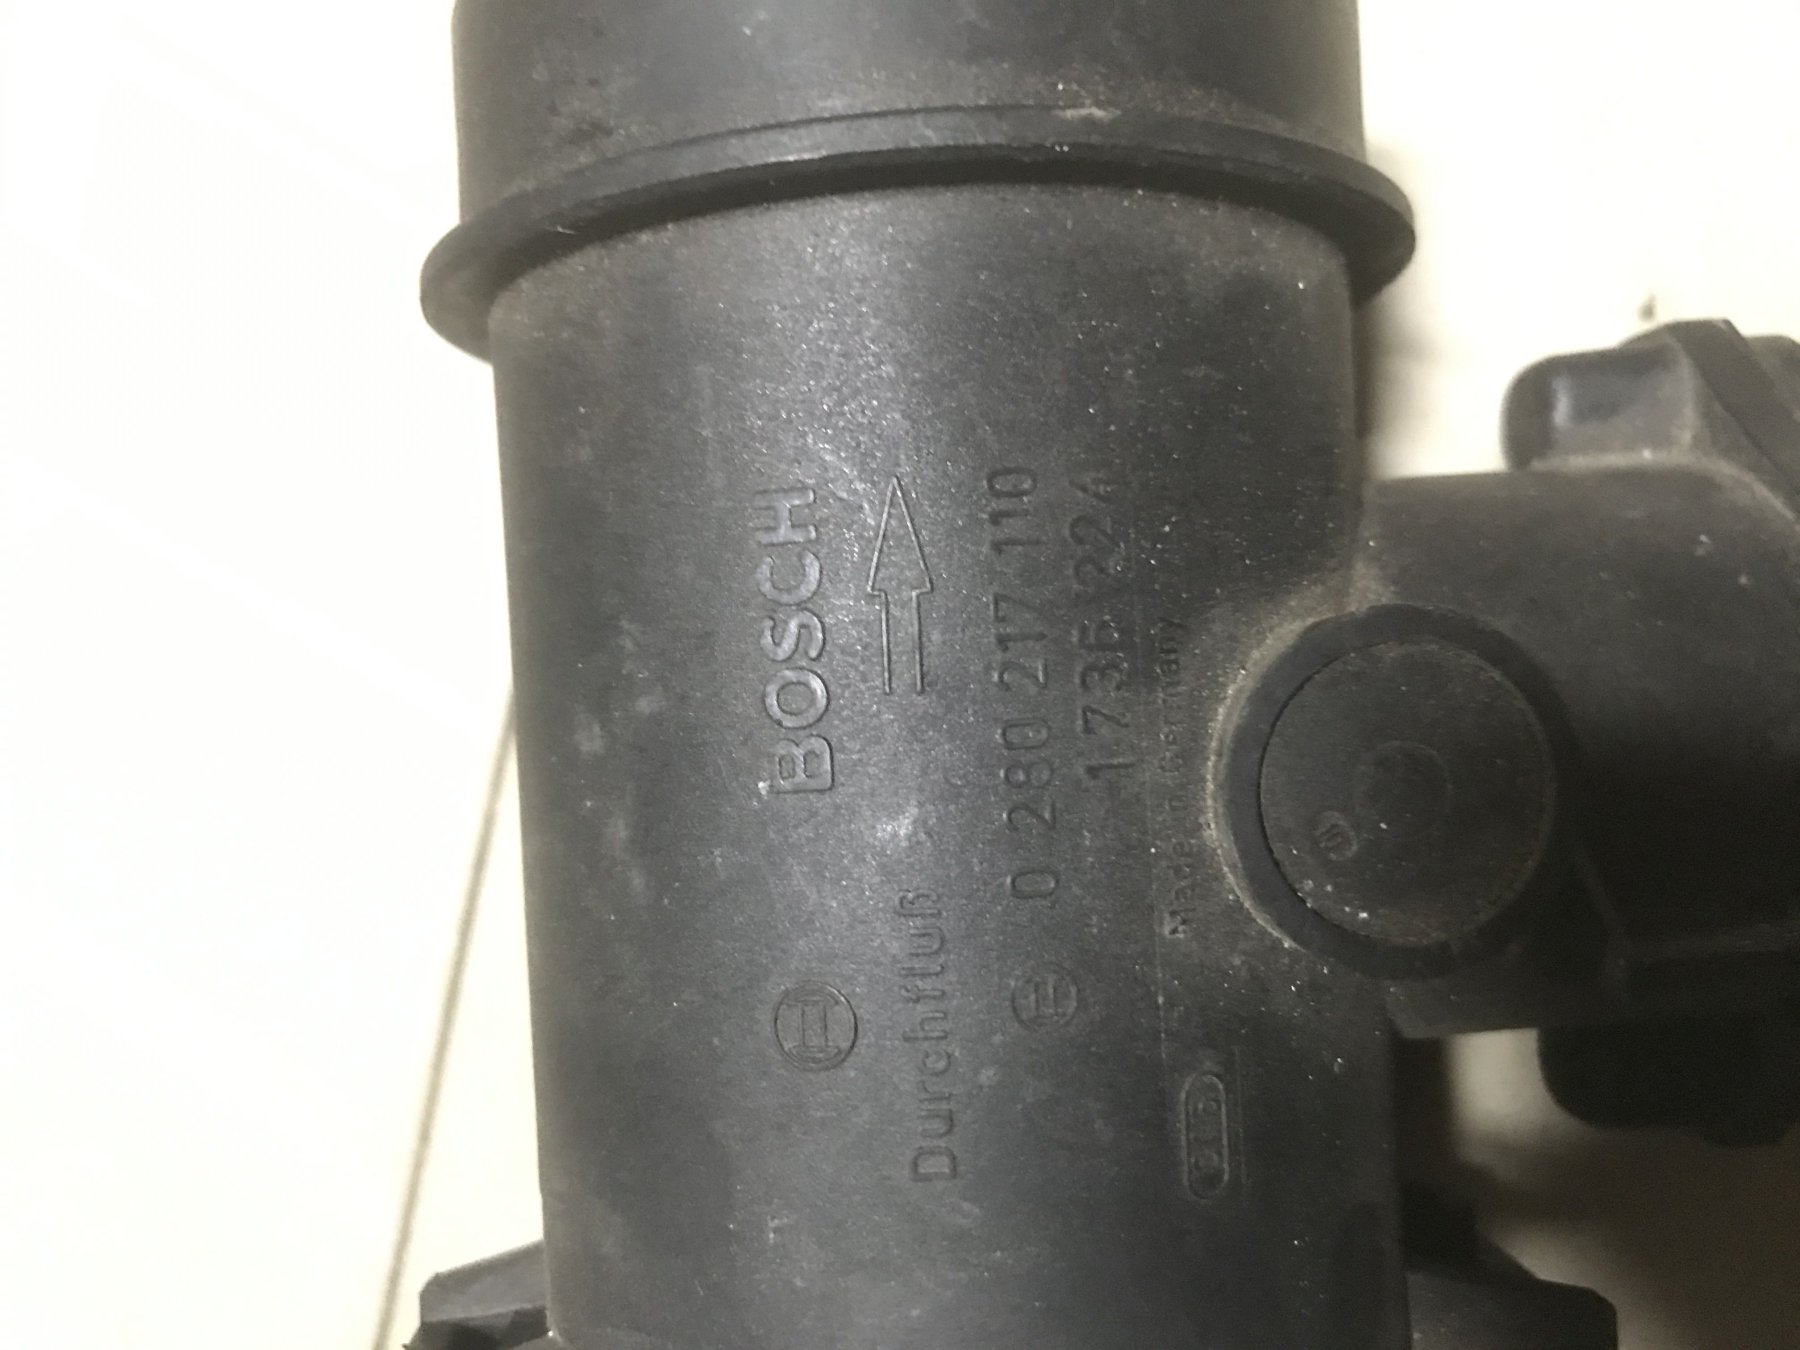 BOSCH
Durchfluß
0 280 217 110
1 736 224
Made in Germany